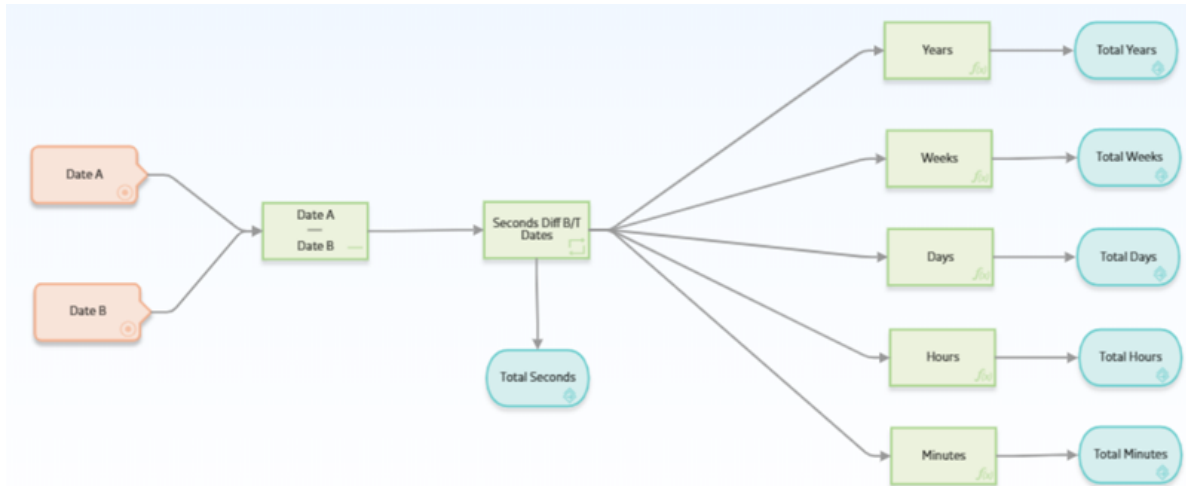 Years
Total Years
Date A
Weeks
Total Weeks
Date A
—
Date B
Seconds Diff B/T
Dates
Days
Total Days
Date B
Total Seconds
Hours
Total Hours
Minutes
Total Minutes
f(x)
f(x)
f(x)
f(x)
f(x)